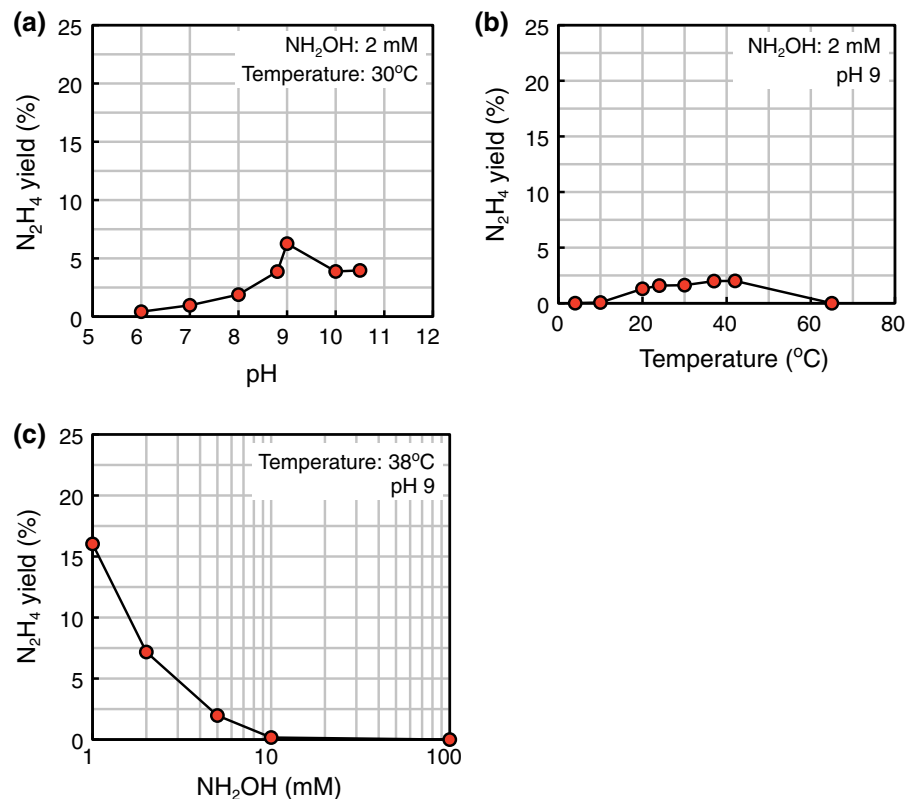 (a)
25
20
15
10
5
0
N₂H₄ yield (%)
NH₂OH: 2 mM
Temperature: 30°C
5 6 7 8 9 10 11 12
pH
(b)
25
20
15
10
5
0
N₂H₄ yield (%)
NH₂OH: 2 mM
pH 9
0 20 40 60 80
Temperature (°C)
(c)
25
20
15
10
5
0
N₂H₄ yield (%)
Temperature: 38°C
pH 9
1 10 100
NH₂OH (mM)